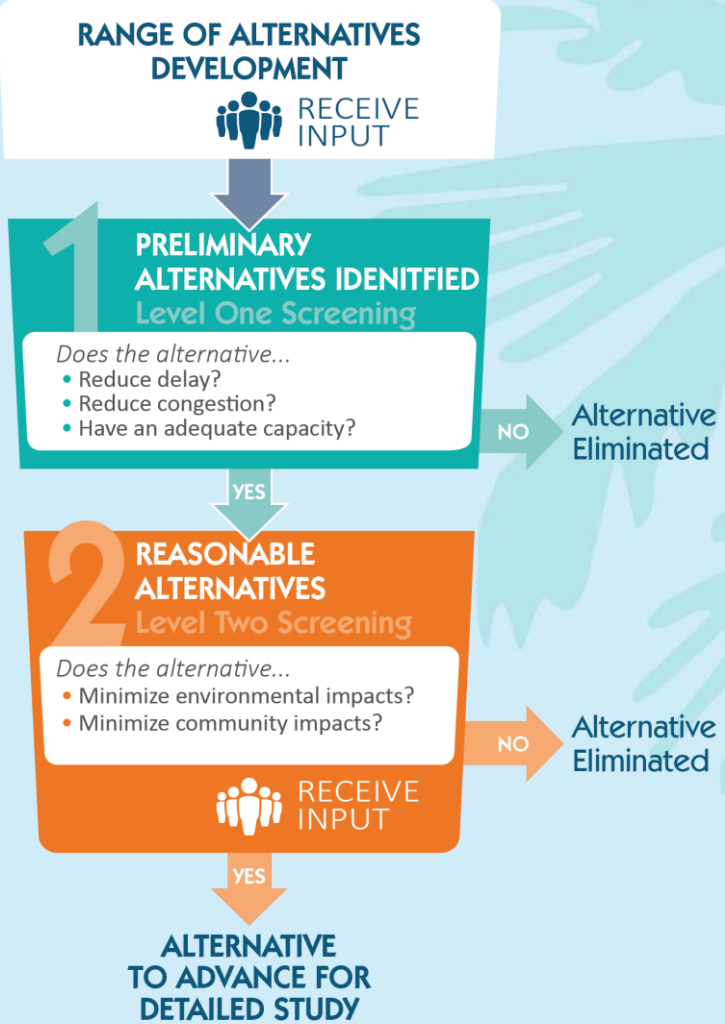 RANGE OF ALTERNATIVES
DEVELOPMENT
RECEIVE
INPUT
1
PRELIMINARY
ALTERNATIVES IDENITFIED
Level One Screening
Does the alternative...
• Reduce delay?
• Reduce congestion?
• Have an adequate capacity?
NO
Alternative
Eliminated
YES
2
REASONABLE
ALTERNATIVES
Level Two Screening
Does the alternative...
• Minimize environmental impacts?
• Minimize community impacts?
NO
Alternative
Eliminated
RECEIVE
INPUT
YES
ALTERNATIVE
TO ADVANCE FOR
DETAILED STUDY